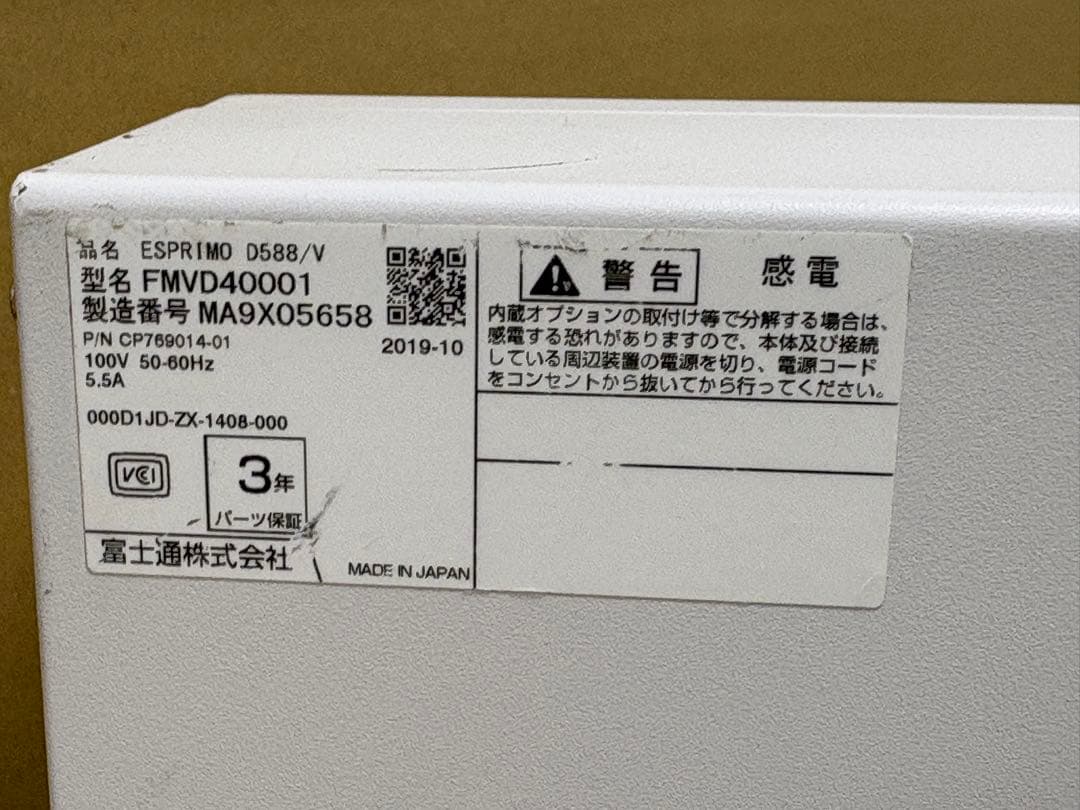 品名 ESPRIMO D588/V
型名 FMVD40001
製造番号 MA9X05658
P/N CP769014-01
2019-10
100V 50-60Hz
5.5A
000D1JD-ZX-1408-000
VCI
3年
パーツ保証
富士通株式会社
MADE IN JAPAN
警告 感電
内蔵オプションの取付け等で分解する場合は、
感電する恐れがありますので、本体及び接続
している周辺装置の電源を切り、電源コード
をコンセントから抜いてから行ってください。